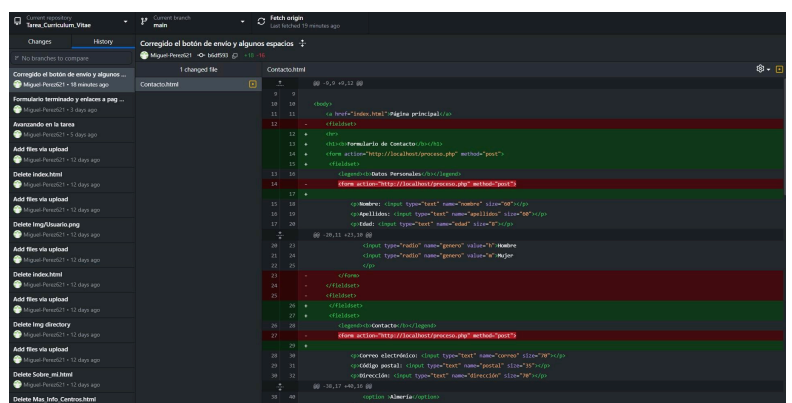 Current repository
Tarea_Curriculum_Vitae
Current branch
main
Fetch origin
Last fetched 19 minutes ago
Changes
History
No branches to compare
Corregido el botón de envío y algunos ...
Miguel-Perez621 • 18 minutes ago
Formulario terminado y enlaces a pag ...
Miguel-Perez621 • 3 days ago
Avanzando en la tarea
Miguel-Perez621 • 5 days ago
Add files via upload
Miguel-Perez621 • 12 days ago
Delete index.html
Miguel-Perez621 • 12 days ago
Add files via upload
Miguel-Perez621 • 12 days ago
Delete Img/Usuario.png
Miguel-Perez621 • 12 days ago
Add files via upload
Miguel-Perez621 • 12 days ago
Delete index.html
Miguel-Perez621 • 12 days ago
Add files via upload
Miguel-Perez621 • 12 days ago
Delete Img directory
Miguel-Perez621 • 12 days ago
Add files via upload
Miguel-Perez621 • 12 days ago
Delete Sobre_mi.html
Miguel-Perez621 • 12 days ago
Delete Mas_Info_Centros.html
Corregido el botón de envío y algunos espacios
Miguel-Perez621 b6df593
1 changed file
Contacto.html
Contacto.html
@@ -9,9 +9,12 @@
9 9
10 10 <body>
11 11 <a href="index.html">Página principal</a>
12 - <fieldset>
12 + <hr>
13 + <h1><b>Formulario de Contacto</b></h1>
14 + <form action="http://localhost/proceso.php" method="post">
15 + <fieldset>
13 16 <legend><b>Datos Personales</b></legend>
14 - <form action="http://localhost/proceso.php" method="post">
17 +
15 18 <p>Nombre: <input type="text" name="nombre" size="60"></p>
16 19 <p>Apellidos: <input type="text" name="apellidos" size="60"></p>
17 20 <p>Edad: <input type="text" name="edad" size="8"></p>
@@ -20,11 +23,10 @@
20 23 <input type="radio" name="genero" value="h">Hombre
21 24 <input type="radio" name="genero" value="m">Mujer
22 25 </p>
23 - </form>
24 - </fieldset>
25 - <fieldset>
26 + </fieldset>
27 + <fieldset>
26 28 <legend><b>Contacto</b></legend>
27 - <form action="http://localhost/proceso.php" method="post">
29 +
28 30 <p>Correo electrónico: <input type="text" name="correo" size="70"></p>
29 31 <p>Código postal: <input type="text" name="postal" size="35"></p>
30 32 <p>Dirección: <input type="text" name="dirección" size="70"></p>
@@ -38,17 +40,16 @@
38 40 <option >Almería</option>